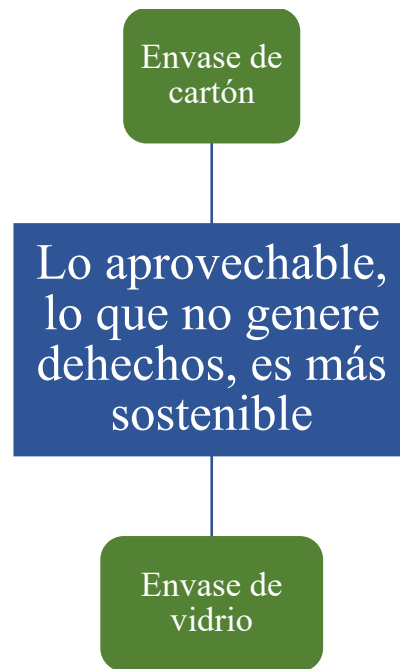 Envase de
cartón
Lo aprovechable,
lo que no genere
dehechos, es más
sostenible
Envase de
vidrio